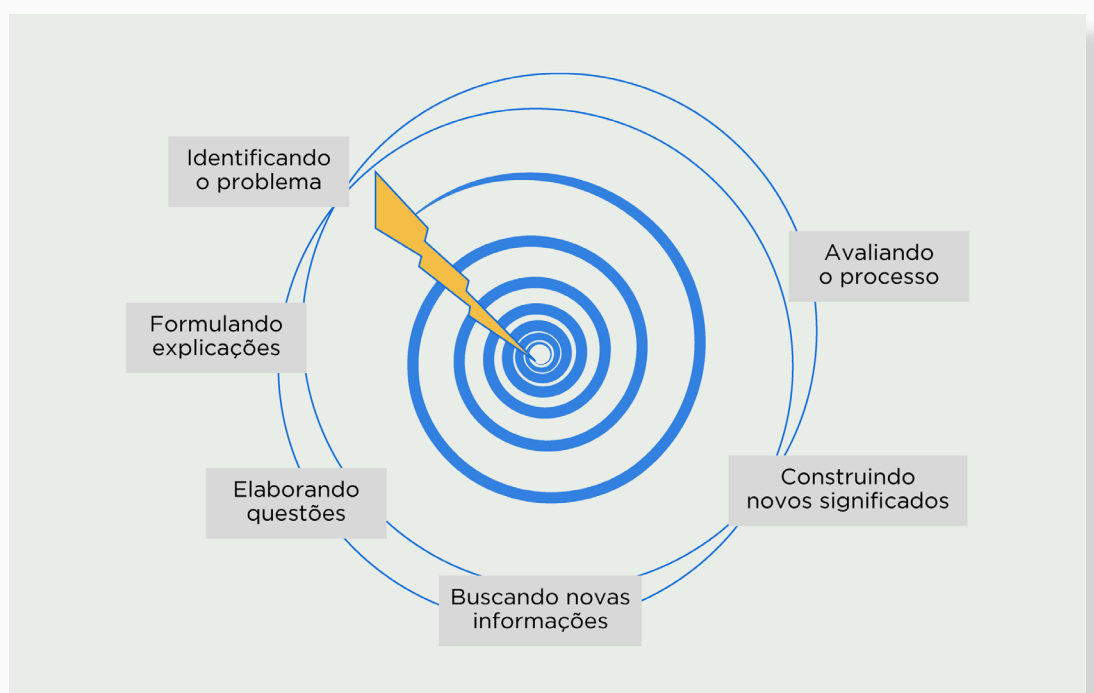 Identificando
o problema
Formulando
explicações
Elaborando
questões
Buscando novas
informações
Construindo
novos significados
Avaliando
o processo